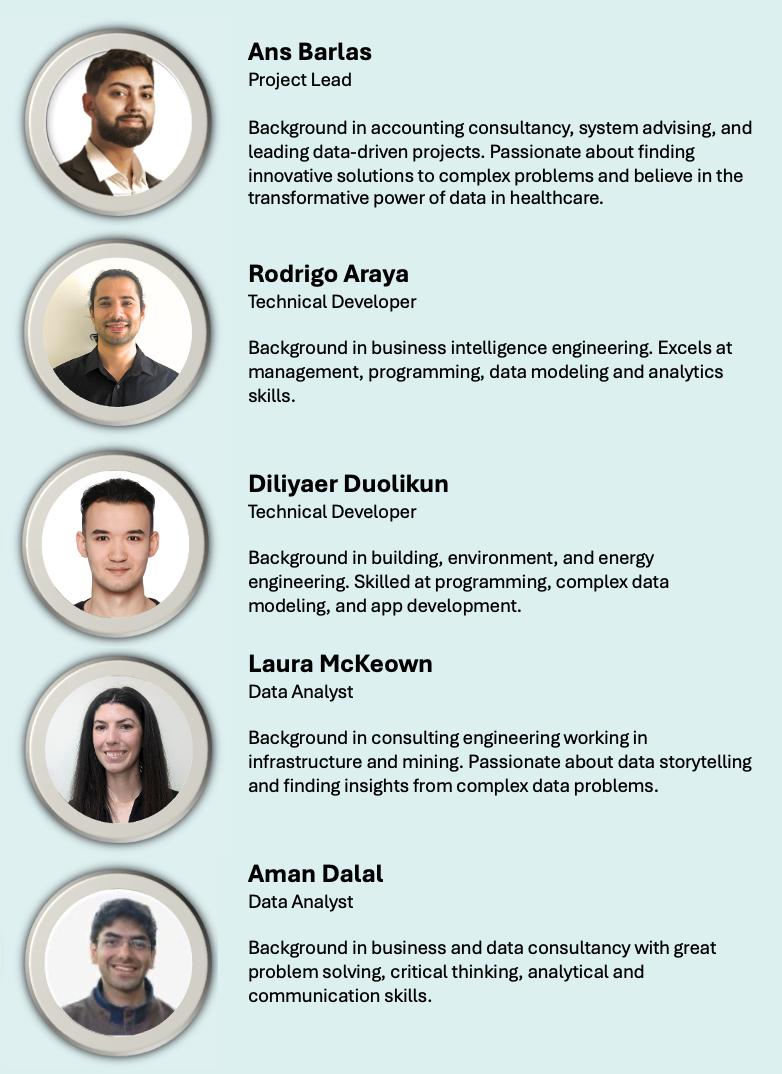 Ans Barlas
Project Lead
Background in accounting consultancy, system advising, and
leading data-driven projects. Passionate about finding
innovative solutions to complex problems and believe in the
transformative power of data in healthcare.
Rodrigo Araya
Technical Developer
Background in business intelligence engineering. Excels at
management, programming, data modeling and analytics
skills.
Diliyaer Duolikun
Technical Developer
Background in building, environment, and energy
engineering. Skilled at programming, complex data
modeling, and app development.
Laura McKeown
Data Analyst
Background in consulting engineering working in
infrastructure and mining. Passionate about data storytelling
and finding insights from complex data problems.
Aman Dalal
Data Analyst
Background in business and data consultancy with great
problem solving, critical thinking, analytical and
communication skills.